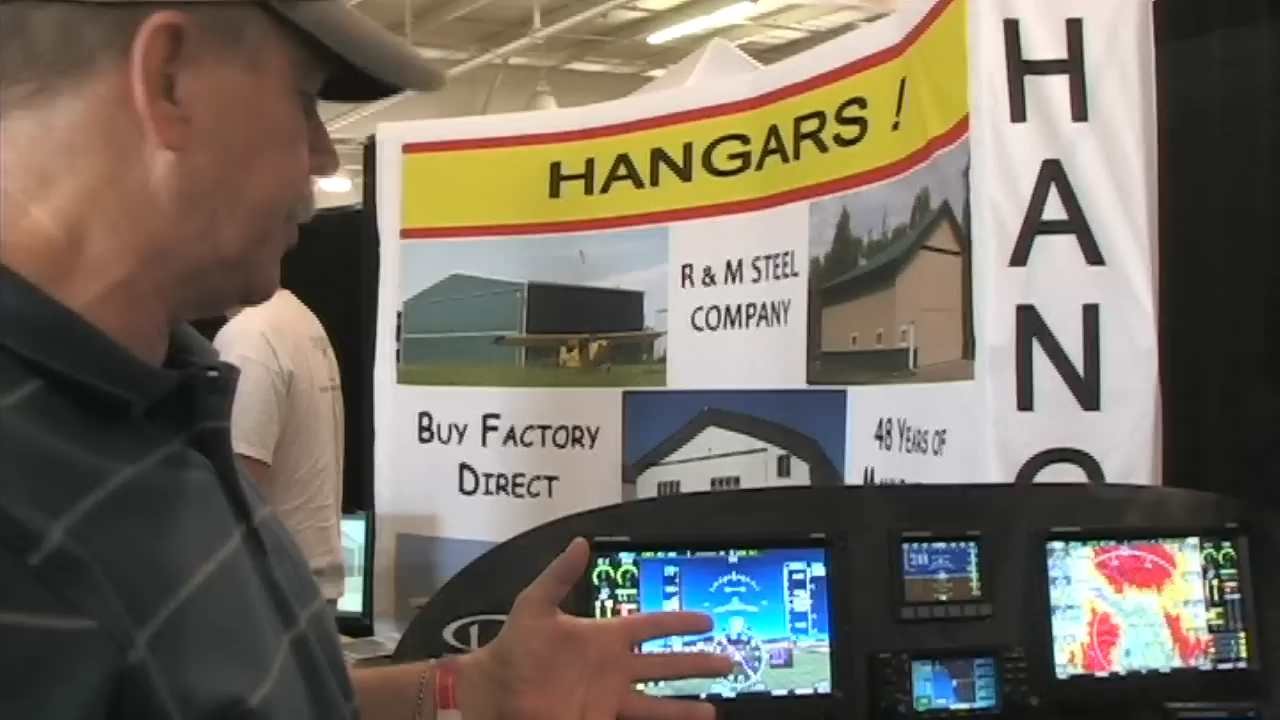 HANGARS !
R & M STEEL
COMPANY
BUY FACTORY
DIRECT
48 YEARS OF
H
A
N